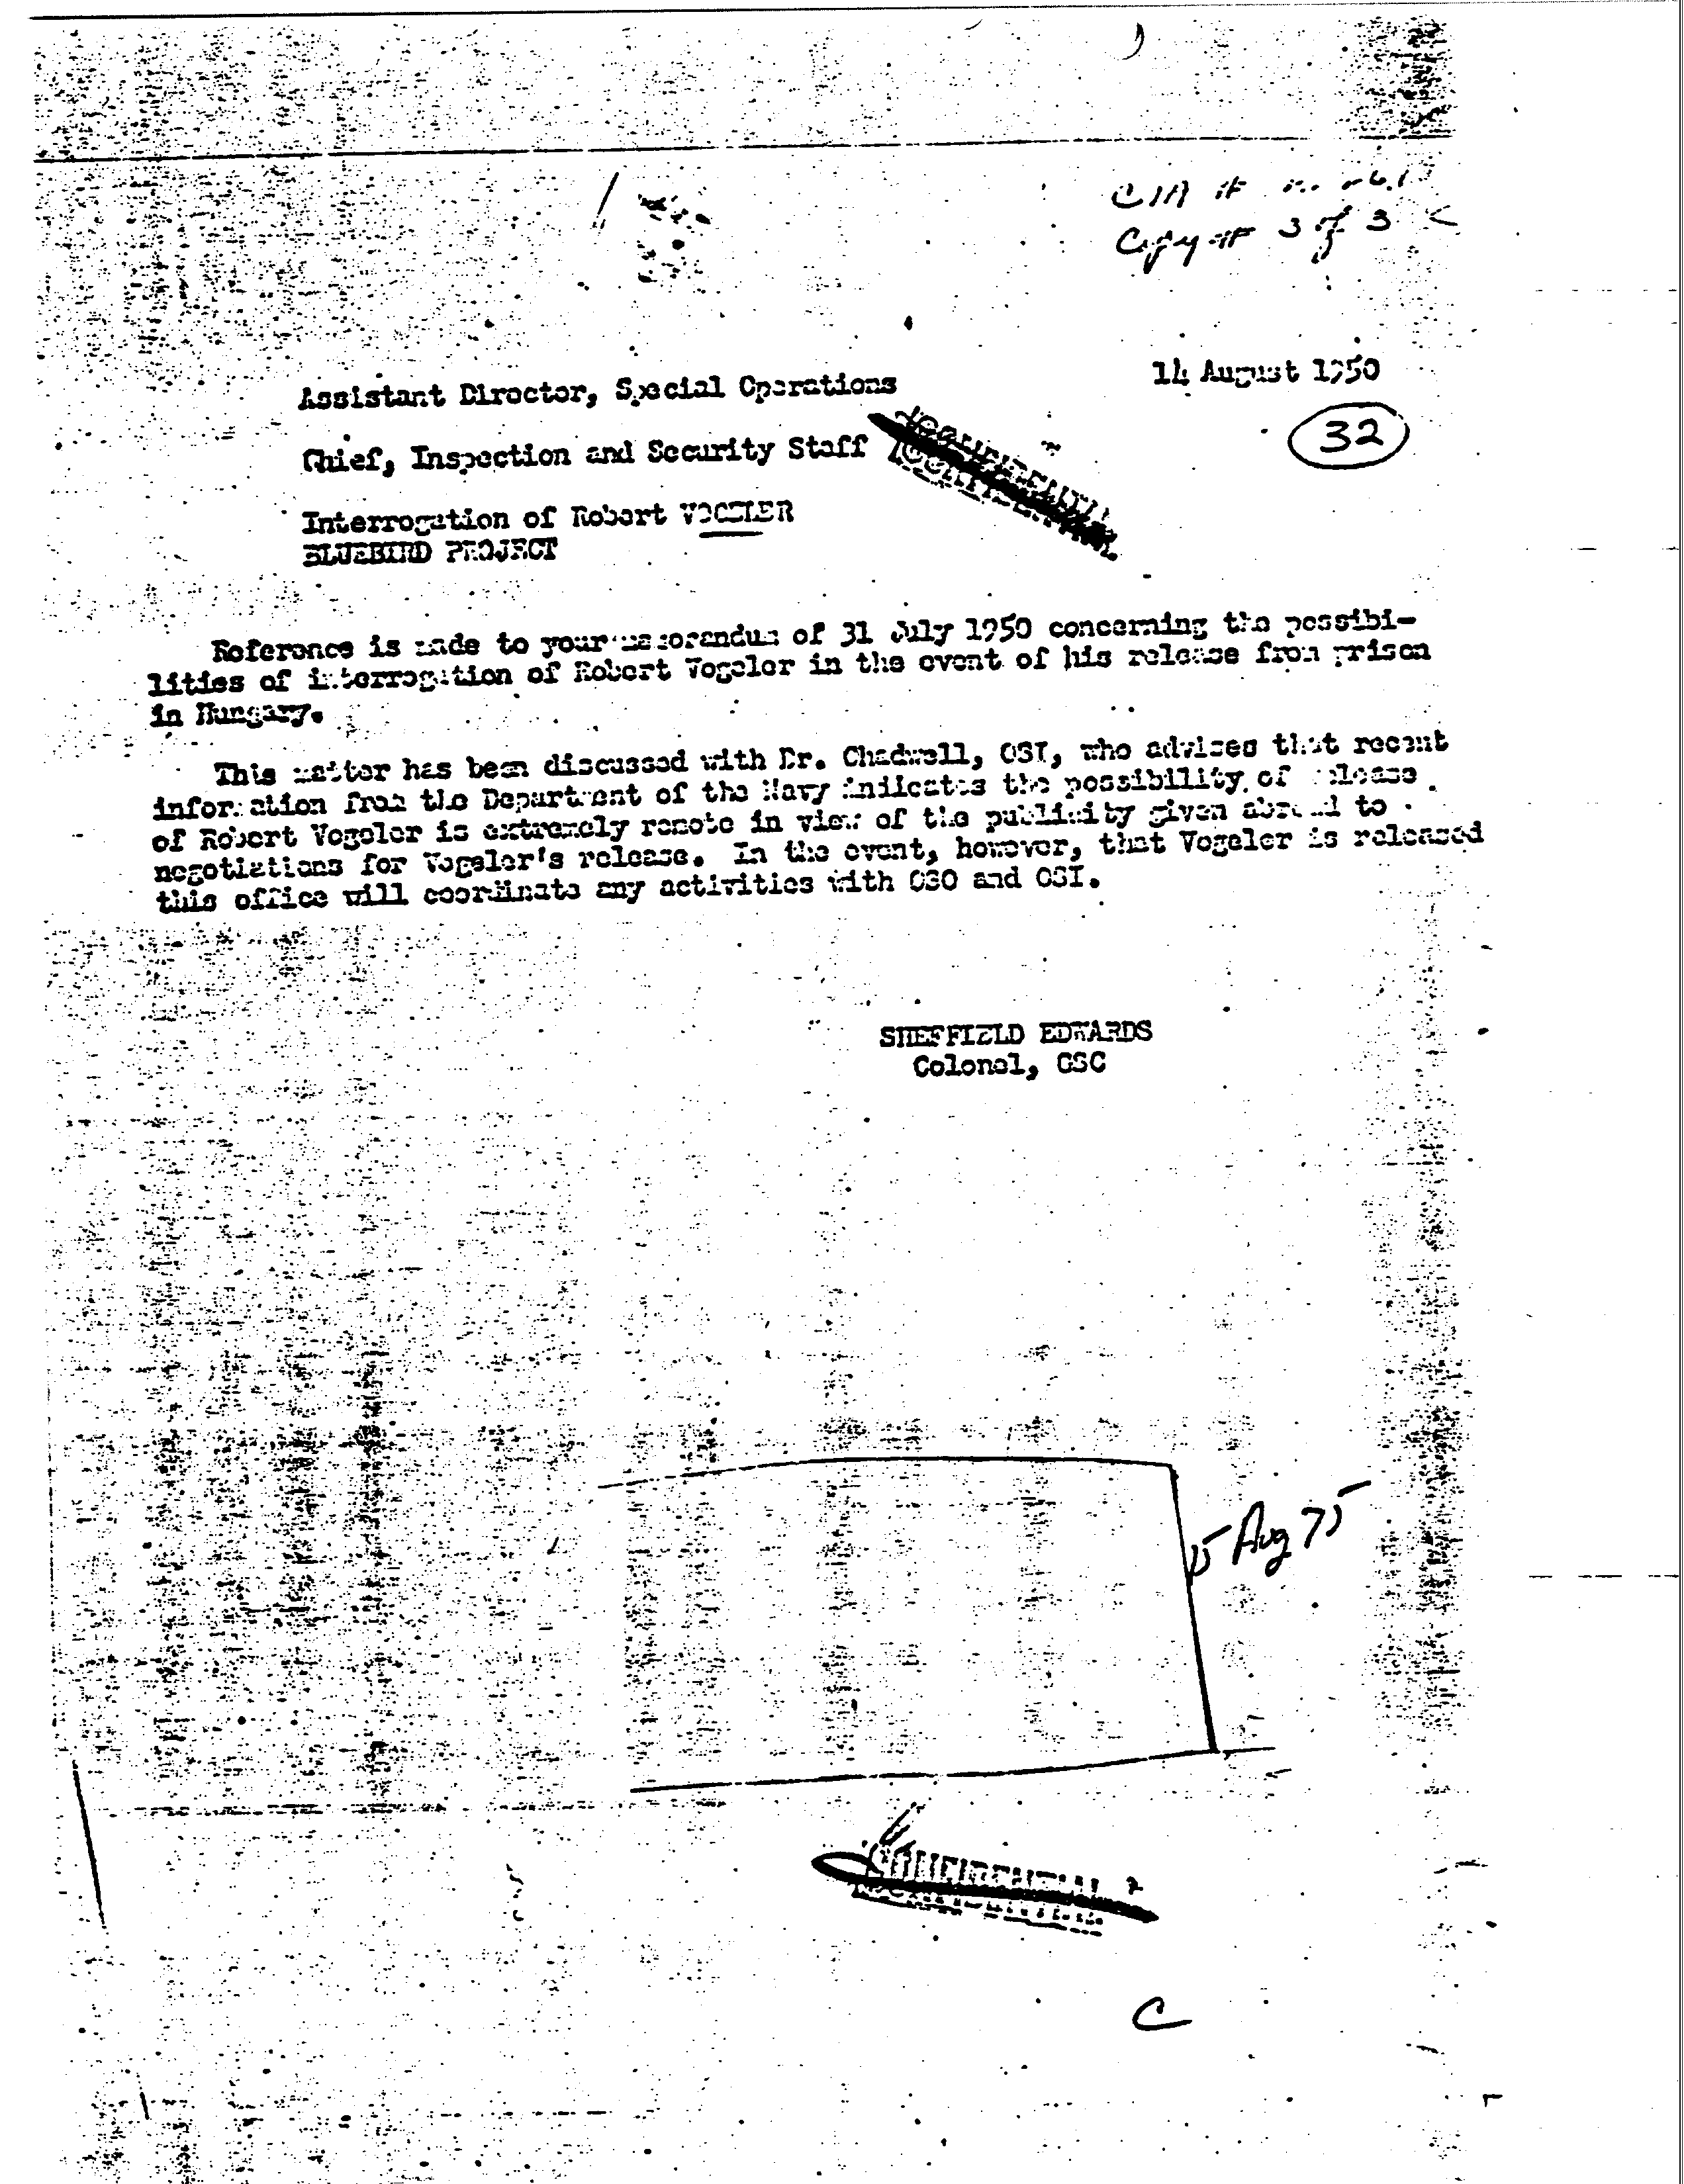 CIA #
Copy # 3 of 3
14 August 1950
Assistant Director, Special Operations
32
Chief, Inspection and Security Staff
CONFIDENTIAL
Interrogation of Robert VOGELER
BLUEBIRD PROJECT
Reference is made to your memorandum of 31 July 1950 concerning the possibi-
lities of interrogation of Robert Vogeler in the event of his release from prison
in Hungary.
This matter has been discussed with Dr. Chadwell, OSI, who advises that recent
information from the Department of the Navy indicates the possibility of release
of Robert Vogeler is extremely remote in view of the publicity given abroad to
negotiations for Vogeler's release. In the event, however, that Vogeler is released
this office will coordinate any activities with OSO and OSI.
SHEFFIELD EDWARDS
Colonel, GSC
15 Aug 75
CONFIDENTIAL
C